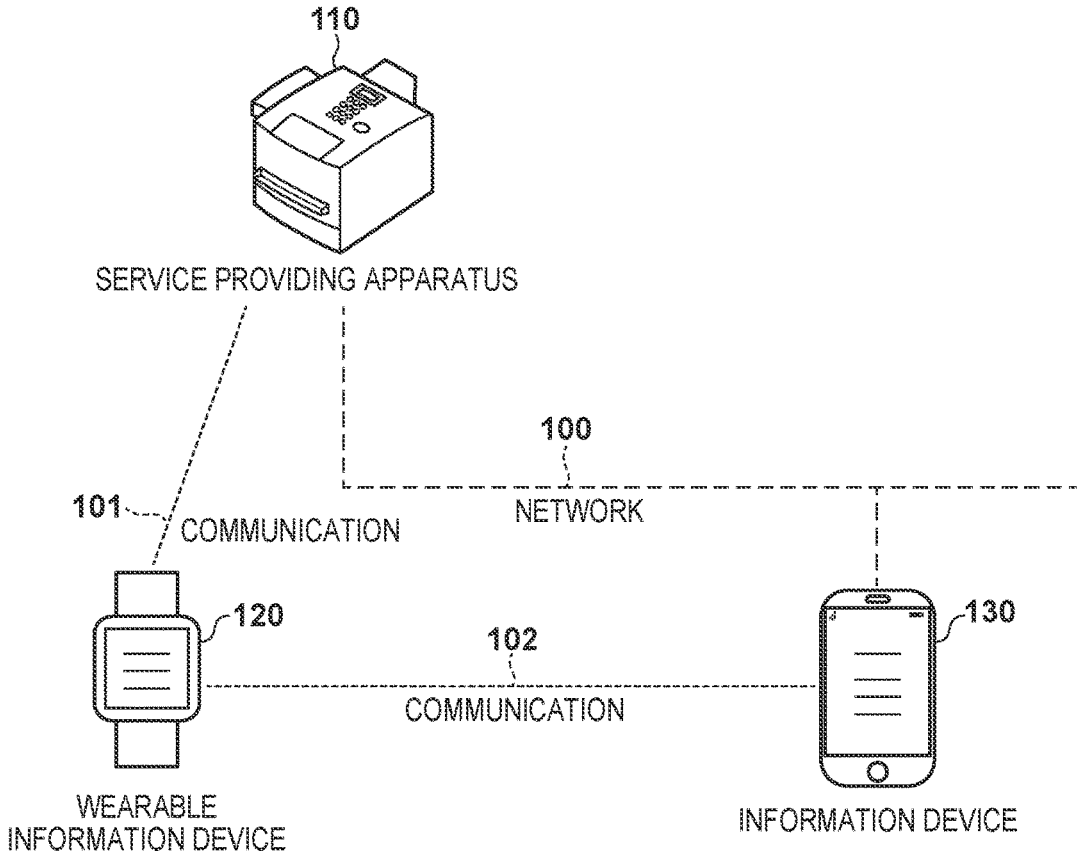 110
SERVICE PROVIDING APPARATUS
100
NETWORK
101
COMMUNICATION
120
102
COMMUNICATION
130
WEARABLE
INFORMATION DEVICE
INFORMATION DEVICE